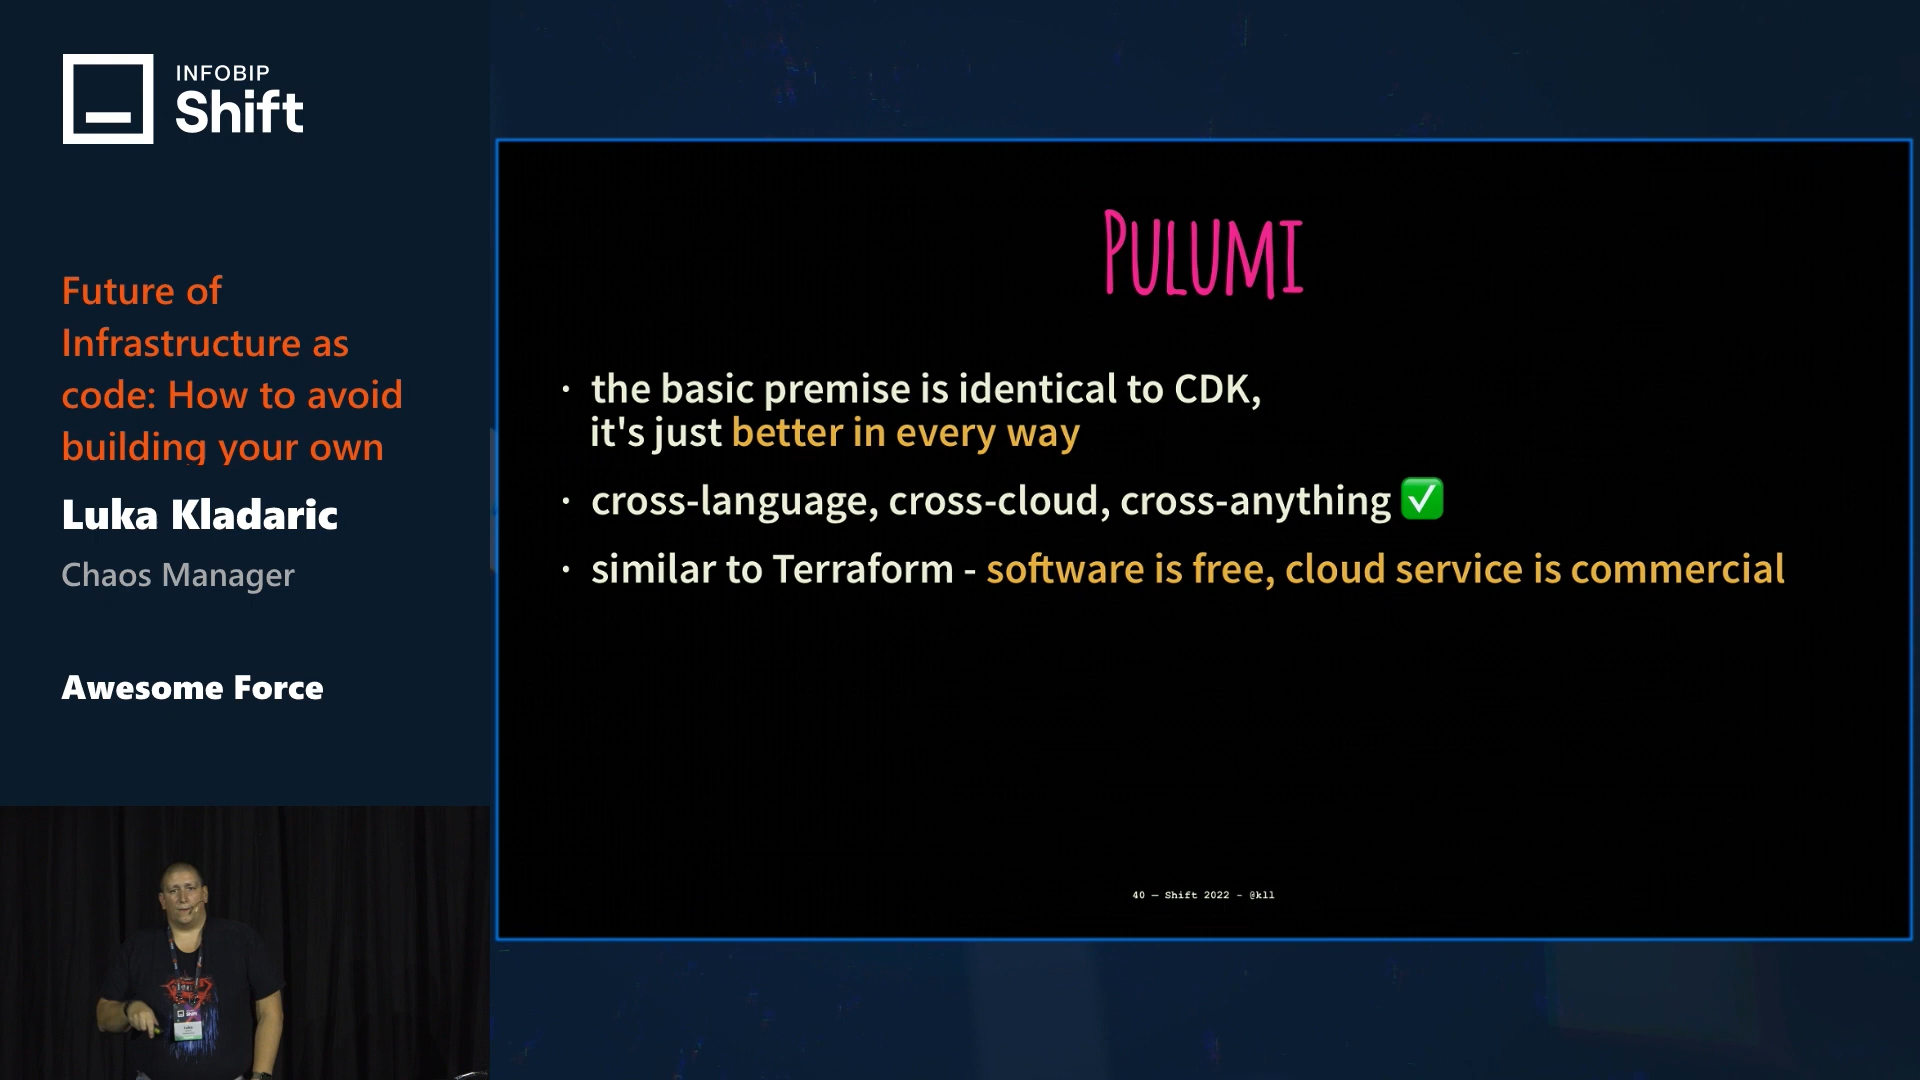 INFOBIP
Shift
Future of
Infrastructure as
code: How to avoid
building your own
Luka Kladaric
Chaos Manager
Awesome Force
PULUMI
· the basic premise is identical to CDK,
it's just better in every way
· cross-language, cross-cloud, cross-anything ✅
· similar to Terraform - software is free, cloud service is commercial
40 — Shift 2022 - @kll